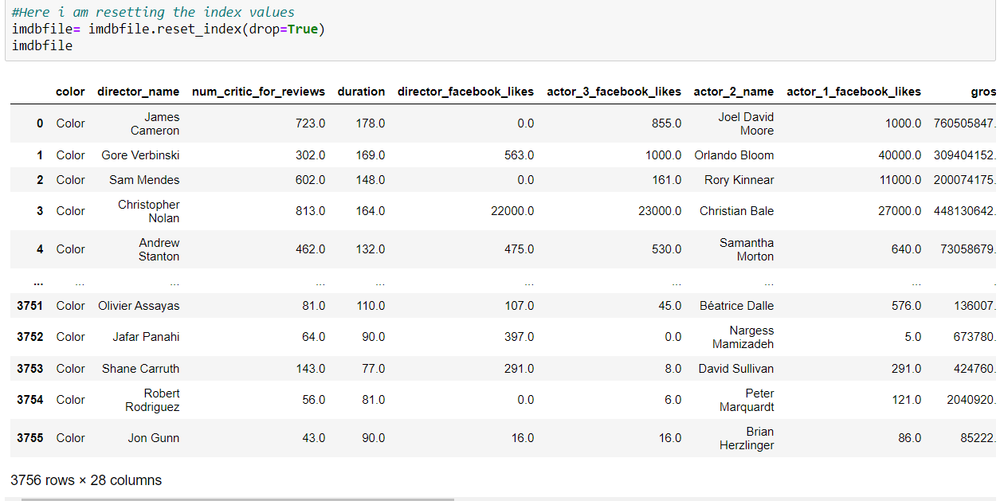 #Here i am resetting the index values
imdbfile= imdbfile.reset_index(drop=True)
imdbfile
color director_name num_critic_for_reviews duration director_facebook_likes actor_3_facebook_likes actor_2_name actor_1_facebook_likes gros
0 Color James Cameron 723.0 178.0 0.0 855.0 Joel David Moore 1000.0 760505847.
1 Color Gore Verbinski 302.0 169.0 563.0 1000.0 Orlando Bloom 40000.0 309404152.
2 Color Sam Mendes 602.0 148.0 0.0 161.0 Rory Kinnear 11000.0 200074175.
3 Color Christopher Nolan 813.0 164.0 22000.0 23000.0 Christian Bale 27000.0 448130642.
4 Color Andrew Stanton 462.0 132.0 475.0 530.0 Samantha Morton 640.0 73058679.
... ... ... ... ... ... ... ... ... .
3751 Color Olivier Assayas 81.0 110.0 107.0 45.0 Béatrice Dalle 576.0 136007.
3752 Color Jafar Panahi 64.0 90.0 397.0 0.0 Nargess Mamizadeh 5.0 673780.
3753 Color Shane Carruth 143.0 77.0 291.0 8.0 David Sullivan 291.0 424760.
3754 Color Robert Rodriguez 56.0 81.0 0.0 6.0 Peter Marquardt 121.0 2040920.
3755 Color Jon Gunn 43.0 90.0 16.0 16.0 Brian Herzlinger 86.0 85222.
3756 rows × 28 columns